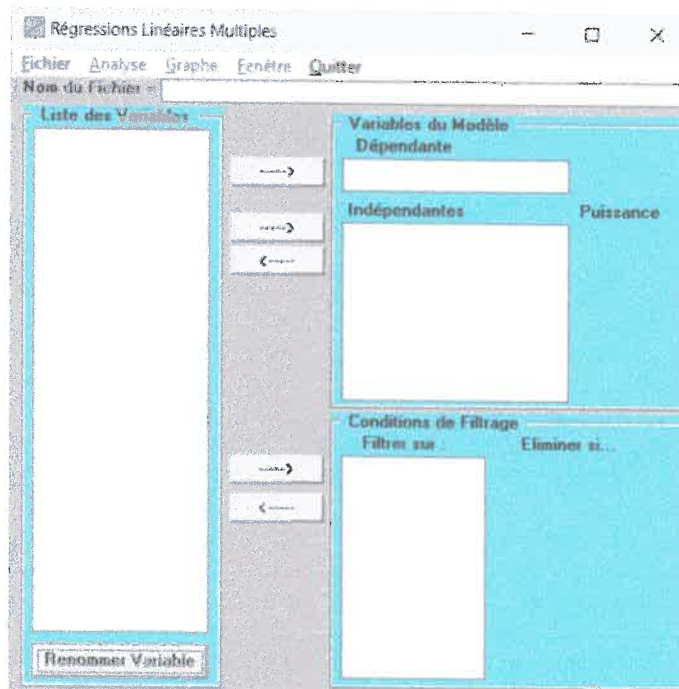 Régressions Linéaires Multiples
Fichier Analyse Graphe Fenêtre Quitter
Nom du Fichier =
Liste des Variables
Variables du Modèle
Dépendante
Indépendantes Puissance
Conditions de Filtrage
Filtrer sur Eliminer si...
Renommer Variable